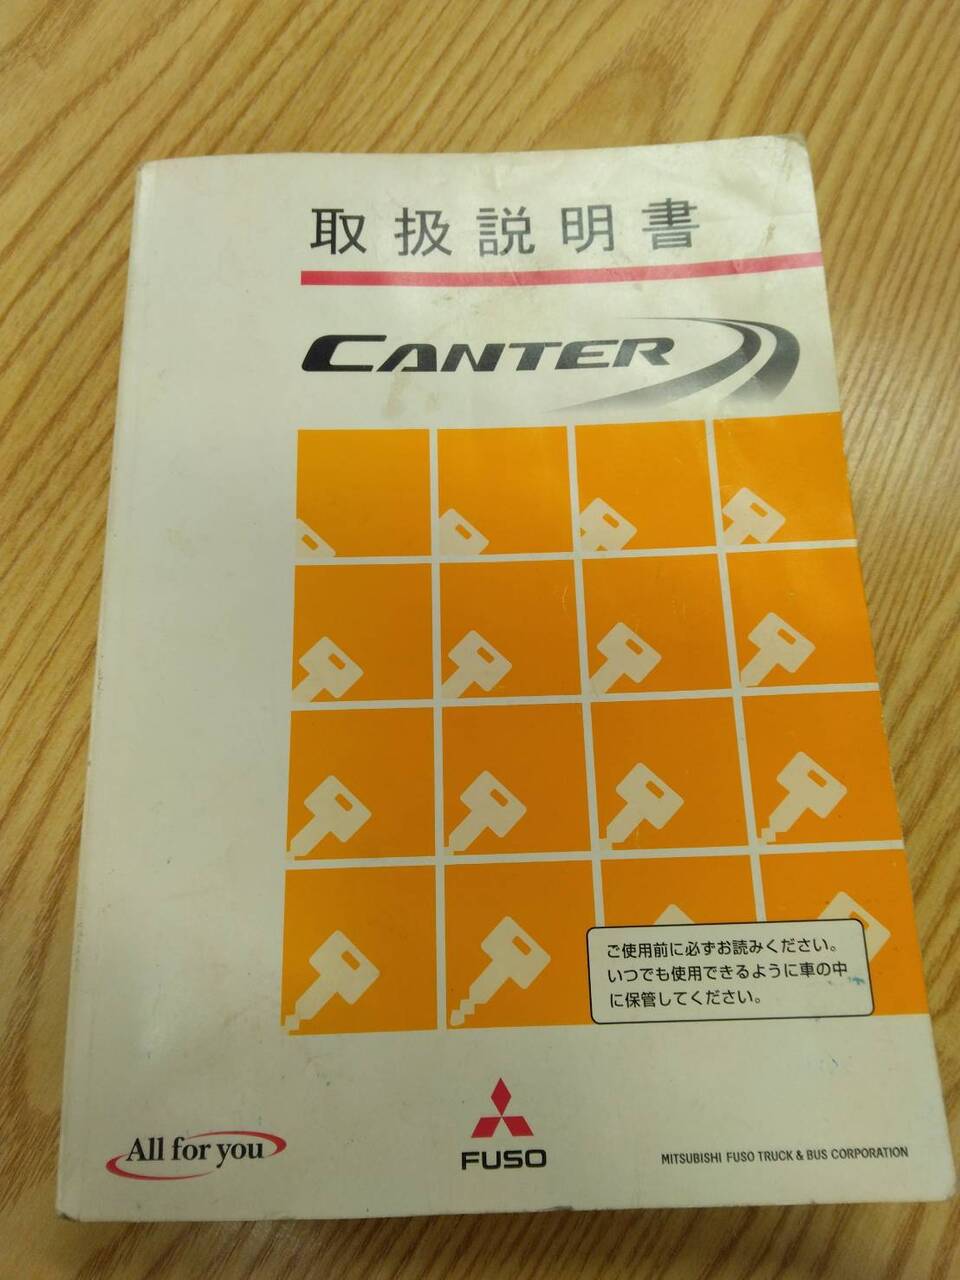 取扱説明書
CANTER
ご使用前に必ずお読みください。
いつでも使用できるように車の中
に保管してください。
All for you
FUSO
MITSUBISHI FUSO TRUCK & BUS CORPORATION